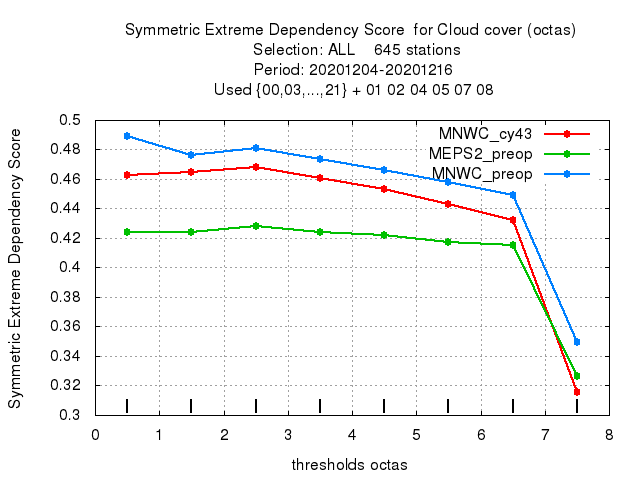 Symmetric Extreme Dependency Score  for Cloud cover (octas)
Selection: ALL    645 stations
Period: 20201204-20201216
Used {00,03,...,21} + 01 02 04 05 07 08
Symmetric Extreme Dependency Score
0.5
0.48
0.46
0.44
0.42
0.4
0.38
0.36
0.34
0.32
0.3
MNWC_cy43
MEPS2_preop
MNWC_preop
0 1 2 3 4 5 6 7 8
thresholds octas